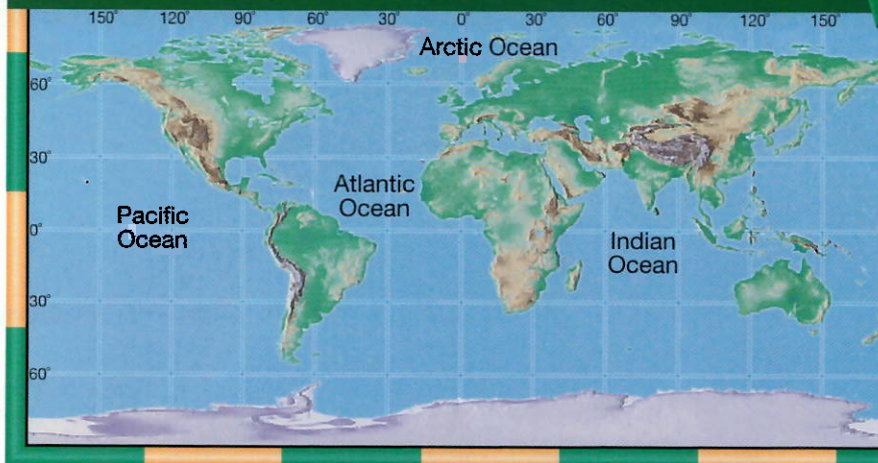 150° 120° 90° 60° 30° 0° 30° 60° 90° 120° 150°
Arctic Ocean
60°
30°
Atlantic
Ocean
Pacific
Ocean
0°
Indian
Ocean
30°
60°